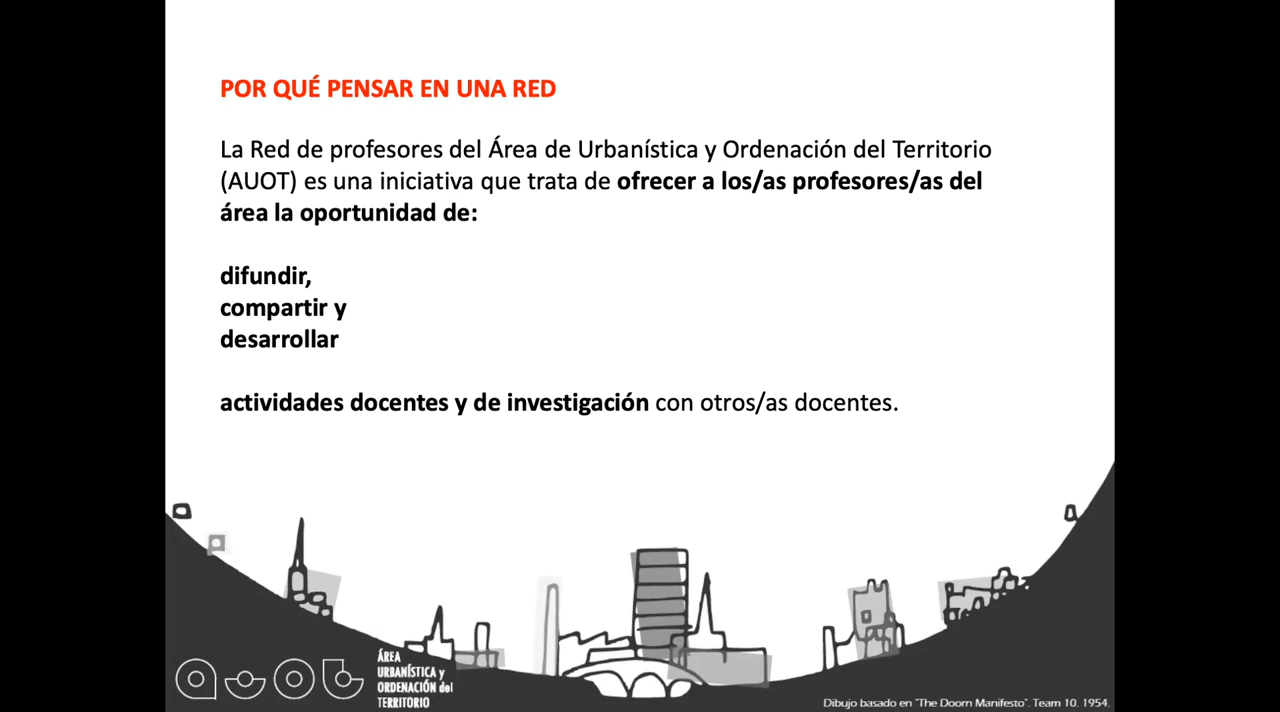 POR QUÉ PENSAR EN UNA RED
La Red de profesores del Área de Urbanística y Ordenación del Territorio
(AUOT) es una iniciativa que trata de ofrecer a los/as profesores/as del
área la oportunidad de:
difundir,
compartir y
desarrollar
actividades docentes y de investigación con otros/as docentes.
auot
ÁREA
URBANÍSTICA y
ORDENACIÓN del
TERRITORIO
Dibujo basado en "The Doorn Manifesto". Team 10. 1954.